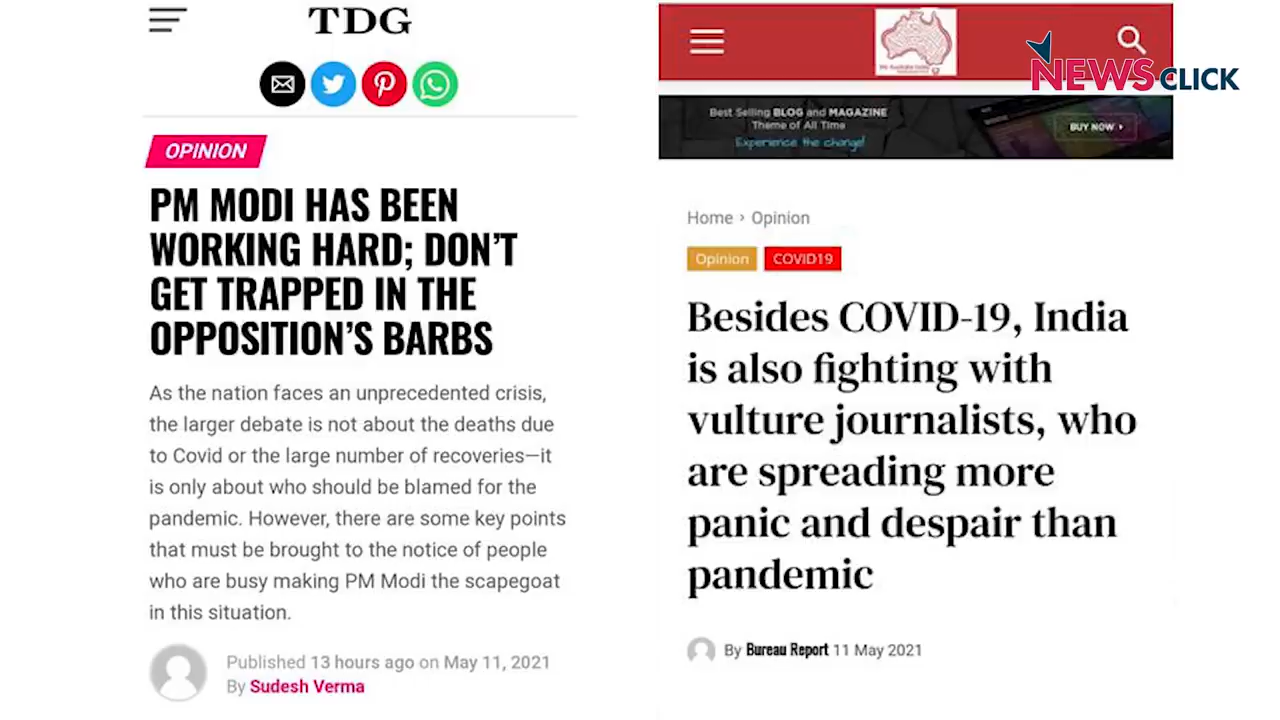 TDG
OPINION
PM MODI HAS BEEN
WORKING HARD; DON'T
GET TRAPPED IN THE
OPPOSITION'S BARBS
As the nation faces an unprecedented crisis,
the larger debate is not about the deaths due
to Covid or the large number of recoveries—it
is only about who should be blamed for the
pandemic. However, there are some key points
that must be brought to the notice of people
who are busy making PM Modi the scapegoat
in this situation.
Published 13 hours ago on May 11, 2021
By Sudesh Verma
NEWSCLICK
Best Selling BLOG and MAGAZINE
Theme of All Time
Experience the change!
BUY NOW
Home › Opinion
Opinion COVID19
Besides COVID-19, India
is also fighting with
vulture journalists, who
are spreading more
panic and despair than
pandemic
By Bureau Report 11 May 2021